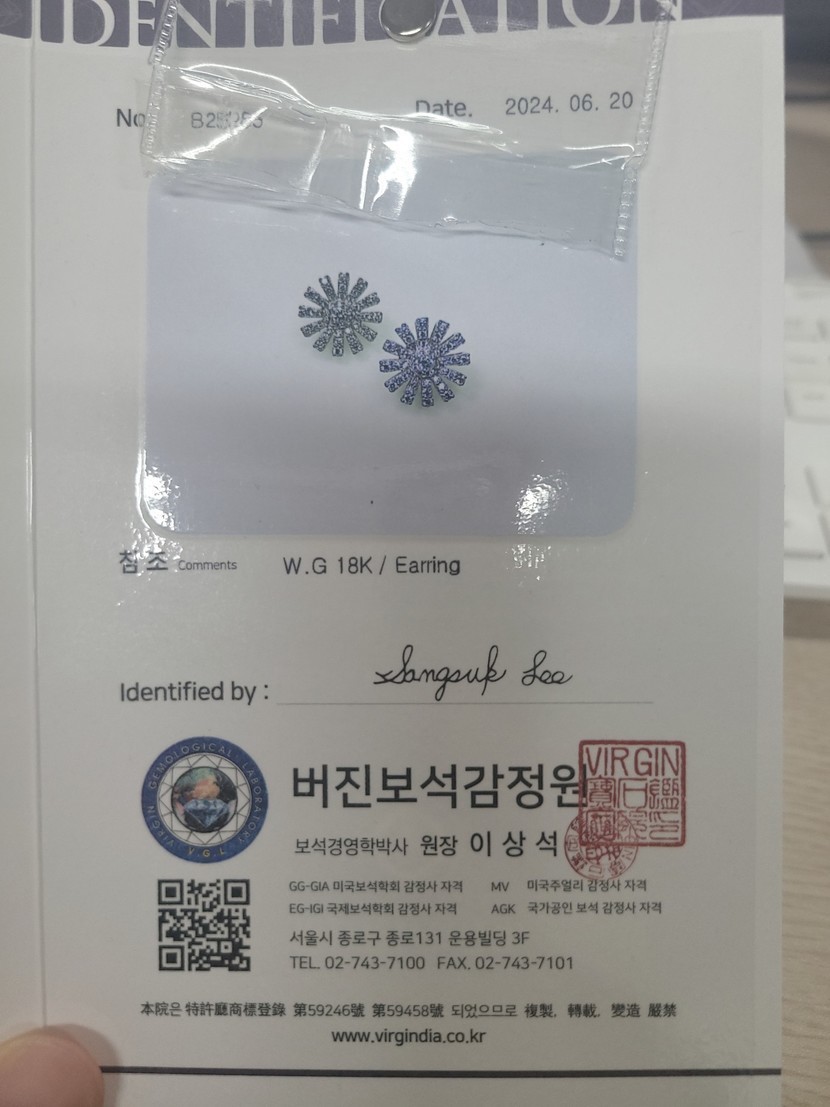 IDENTIFICATION
No.
Date. 2024. 06. 20
참 조 Comments W.G 18K / Earring
Identified by : Sangsuk Lee
GEMOLOGICAL LABORATORY
VIRGIN
V.G.L
버진보석감정원
VIRGIN
보석경영학박사 원장 이 상 석
GG-GIA 미국보석학회 감정사 자격 MV 미국주얼리 감정사 자격
EG-IGI 국제보석학회 감정사 자격 AGK 국가공인 보석 감정사 자격
서울시 종로구 종로131 운용빌딩 3F
TEL. 02-743-7100 FAX. 02-743-7101
本院은 特許廳商標登錄 第59246號 第59458號 되었으므로 複製. 轉載. 變造 嚴禁
www.virgindia.co.kr